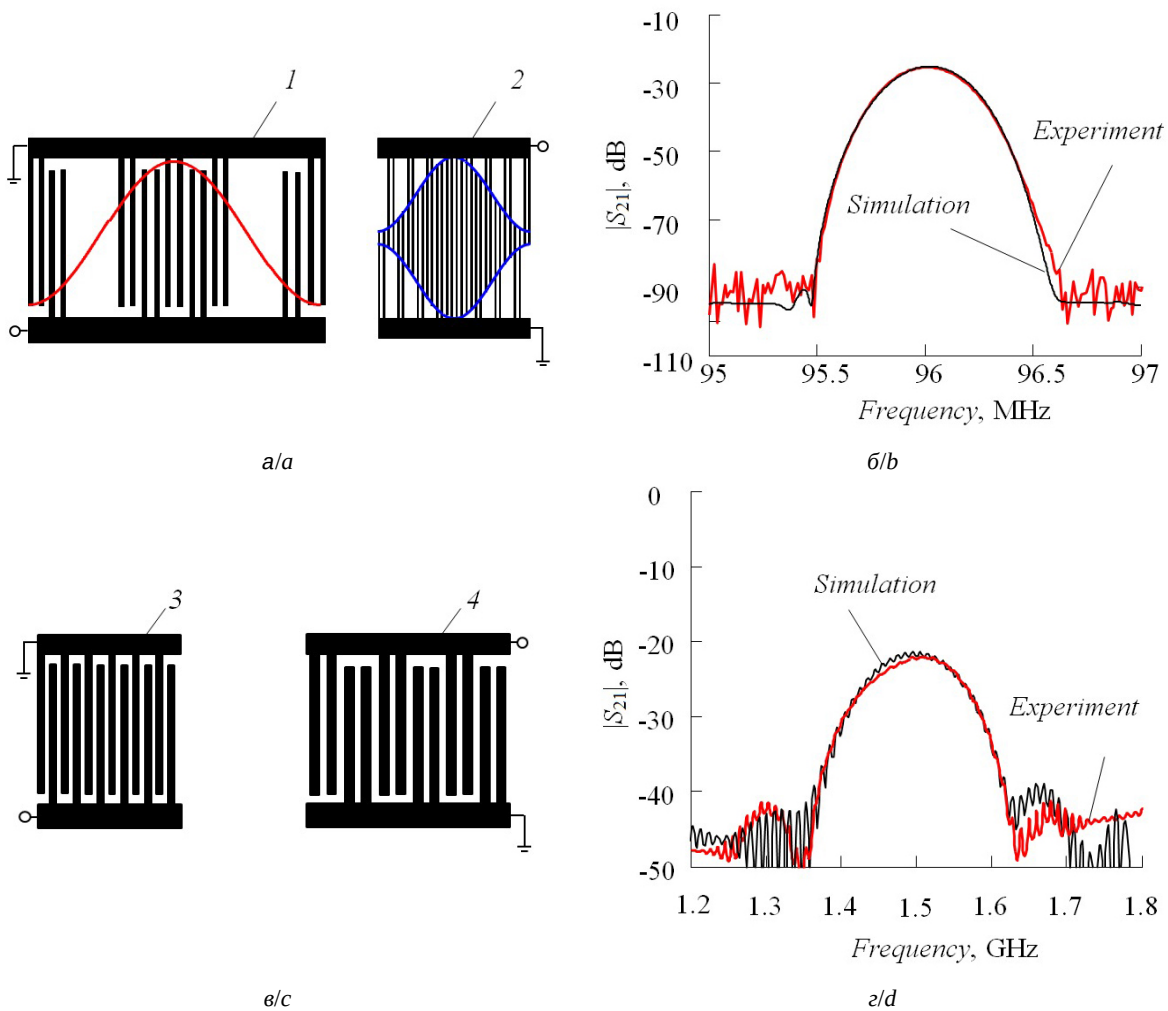 1
2
-10
-30
-50
-70
-90
-110
|S21|, dB
Experiment
Simulation
95
95.5
96
96.5
97
Frequency, MHz
а/a
б/b
3
4
0
-10
-20
-30
-40
-50
|S21|, dB
Simulation
Experiment
1.2
1.3
1.4
1.5
1.6
1.7
1.8
Frequency, GHz
в/c
г/d